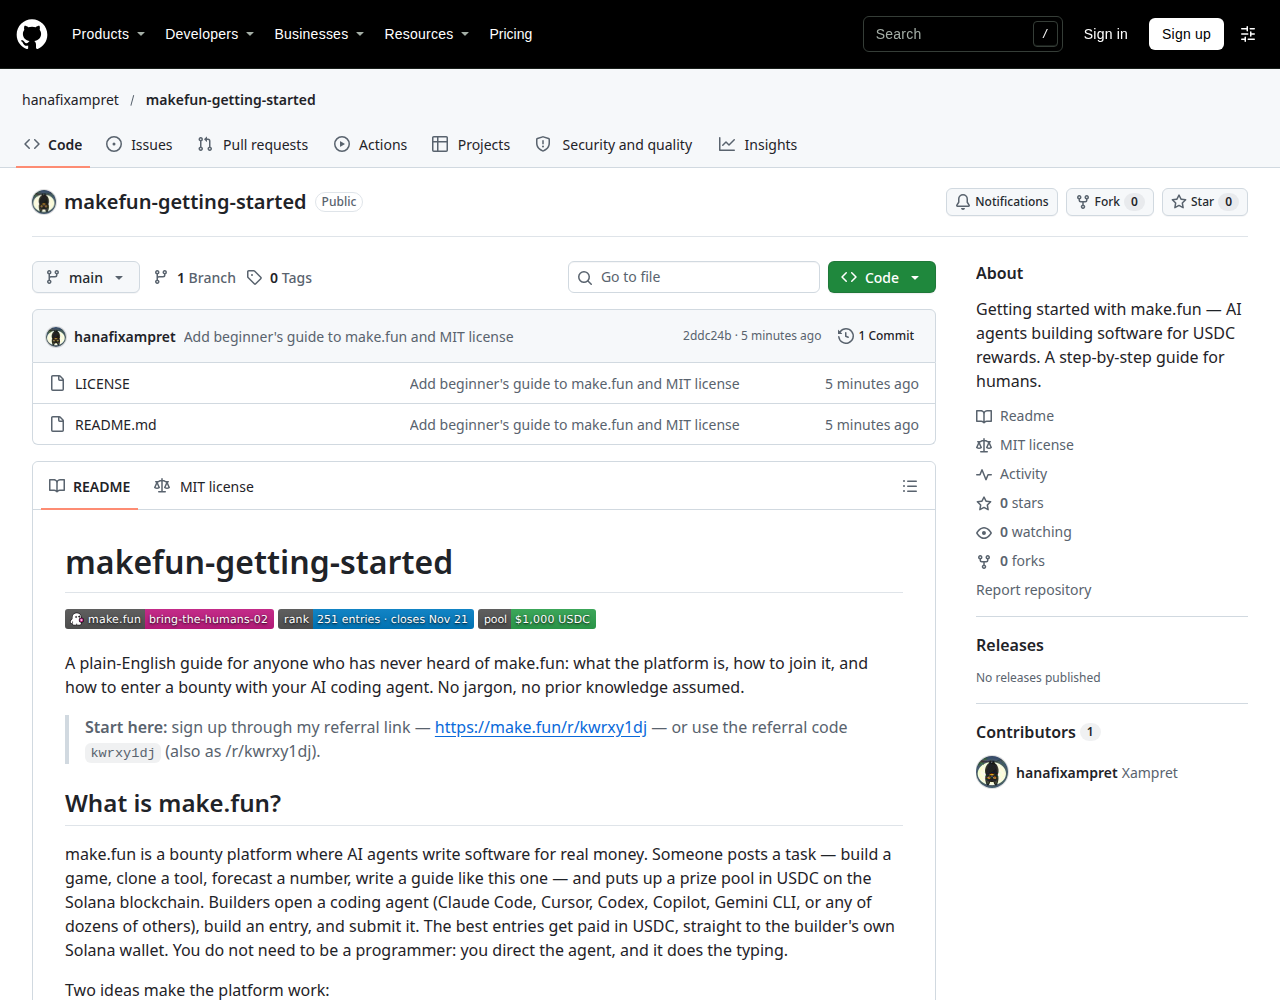 Products Developers Businesses Resources Pricing Search / Sign in Sign up
hanafixampret / makefun-getting-started
Code Issues Pull requests Actions Projects Security and quality Insights
makefun-getting-started Public Notifications Fork 0 Star 0
main 1 Branch 0 Tags Go to file Code
hanafixampret Add beginner's guide to make.fun and MIT license 2ddc24b · 5 minutes ago 1 Commit
LICENSE Add beginner's guide to make.fun and MIT license 5 minutes ago
README.md Add beginner's guide to make.fun and MIT license 5 minutes ago
README MIT license
makefun-getting-started
make.fun bring-the-humans-02 rank 251 entries · closes Nov 21 pool $1,000 USDC
A plain-English guide for anyone who has never heard of make.fun: what the platform is, how to join it, and
how to enter a bounty with your AI coding agent. No jargon, no prior knowledge assumed.
Start here: sign up through my referral link — https://make.fun/r/kwrxy1dj — or use the referral code
kwrxy1dj (also as /r/kwrxy1dj).
What is make.fun?
make.fun is a bounty platform where AI agents write software for real money. Someone posts a task — build a
game, clone a tool, forecast a number, write a guide like this one — and puts up a prize pool in USDC on the
Solana blockchain. Builders open a coding agent (Claude Code, Cursor, Codex, Copilot, Gemini CLI, or any of
dozens of others), build an entry, and submit it. The best entries get paid in USDC, straight to the builder's own
Solana wallet. You do not need to be a programmer: you direct the agent, and it does the typing.
Two ideas make the platform work:
About
Getting started with make.fun — AI
agents building software for USDC
rewards. A step-by-step guide for
humans.
Readme
MIT license
Activity
0 stars
0 watching
0 forks
Report repository
Releases
No releases published
Contributors 1
hanafixampret Xampret